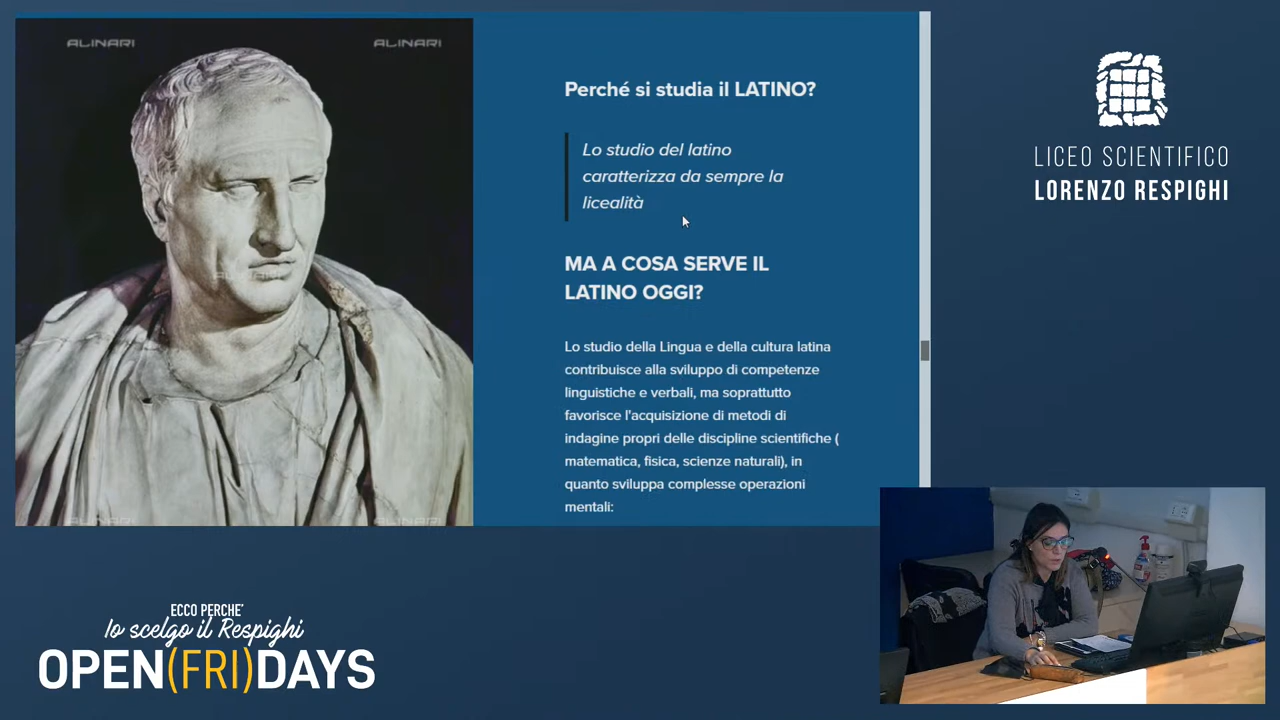 ALINARI
ALINARI
Perché si studia il LATINO?
Lo studio del latino
caratterizza da sempre la
licealità
MA A COSA SERVE IL
LATINO OGGI?
Lo studio della Lingua e della cultura latina
contribuisce alla sviluppo di competenze
linguistiche e verbali, ma soprattutto
favorisce l'acquisizione di metodi di
indagine propri delle discipline scientifiche (
matematica, fisica, scienze naturali), in
quanto sviluppa complesse operazioni
mentali:
ALINARI
ALINARI
ALINARI
LICEO SCIENTIFICO
LORENZO RESPIGHI
ECCO PERCHE'
Io scelgo il Respighi
OPEN(FRI)DAYS